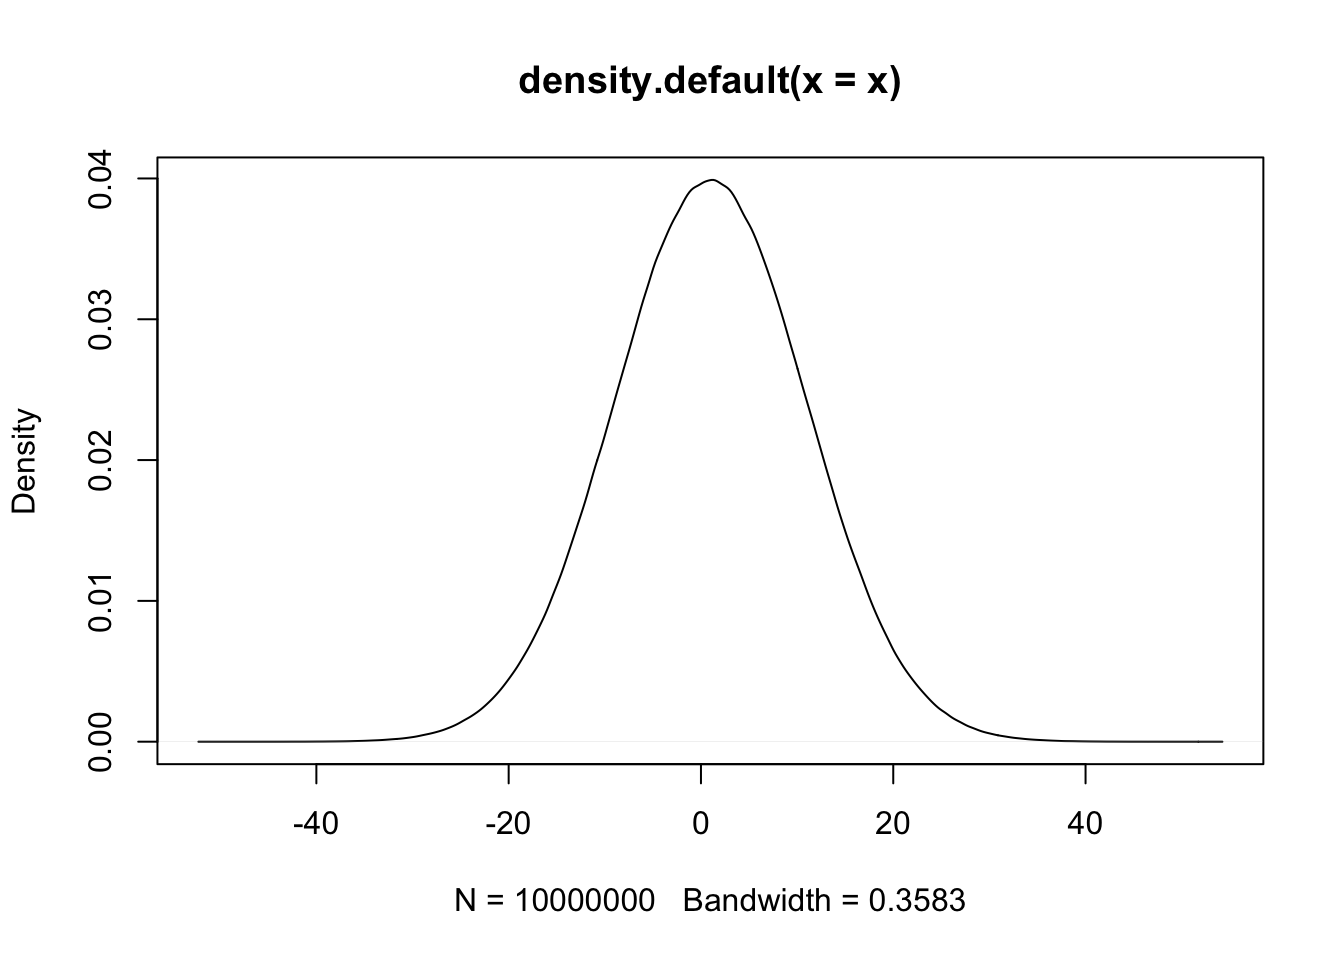 density.default(x = x)
Density
0.04
0.03
0.02
0.01
0.00
-40 -20 0 20 40
N = 10000000 Bandwidth = 0.3583